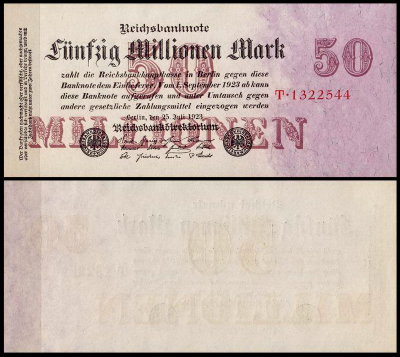 Reichsbanknote
Fünfzig Millionen Mark
50
50
zahlt die Reichsbankhauptkasse in Berlin gegen diese
Banknote dem Einlieferer. Vom 1. September 1923 ab kann
diese Banknote aufgerufen und unter Umtausch gegen
andere gesetzliche Zahlungsmittel eingezogen werden
T·1322544
MILLIONEN
Berlin, den 25. Juli 1923
Reichsbankdirektorium